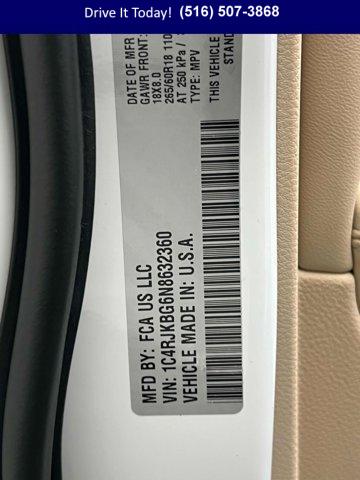 Drive It Today! (516) 507-3868
MFD BY: FCA US LLC
VIN: 1C4RJKBG6N8632360
VEHICLE MADE IN: U.S.A.
DATE OF MFR
GAWR FRONT:
18X8.0
265/60R18 110
AT 250 kPa /
TYPE: MPV
THIS VEHICLE
STAND